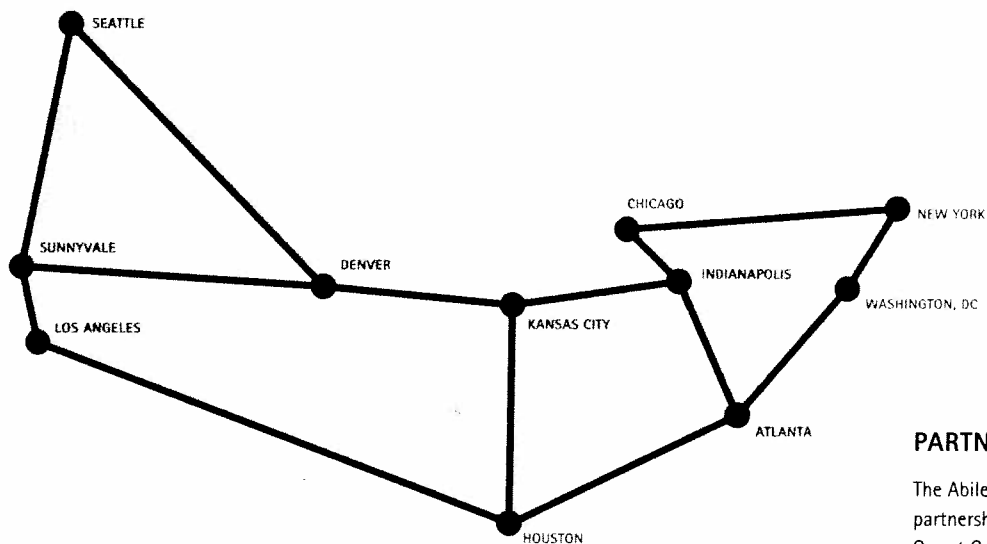 SEATTLE
CHICAGO
NEW YORK
SUNNYVALE
DENVER
INDIANAPOLIS
WASHINGTON, DC
KANSAS CITY
LOS ANGELES
ATLANTA
HOUSTON
PARTN
The Abile
partnersh